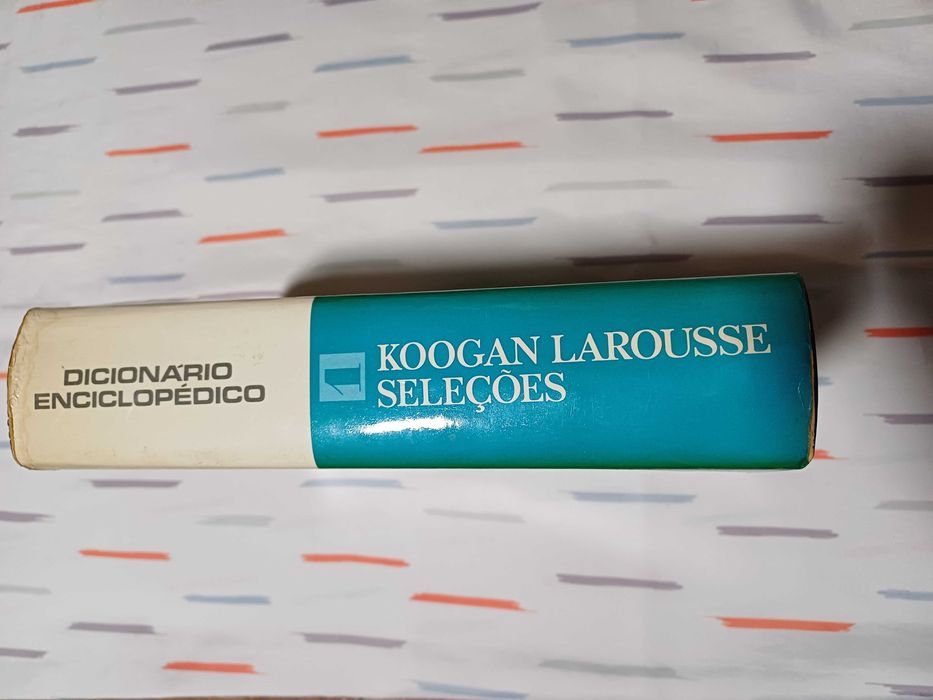 DICIONÁRIO
ENCICLOPÉDICO
1
KOOGAN LAROUSSE
SELEÇÕES